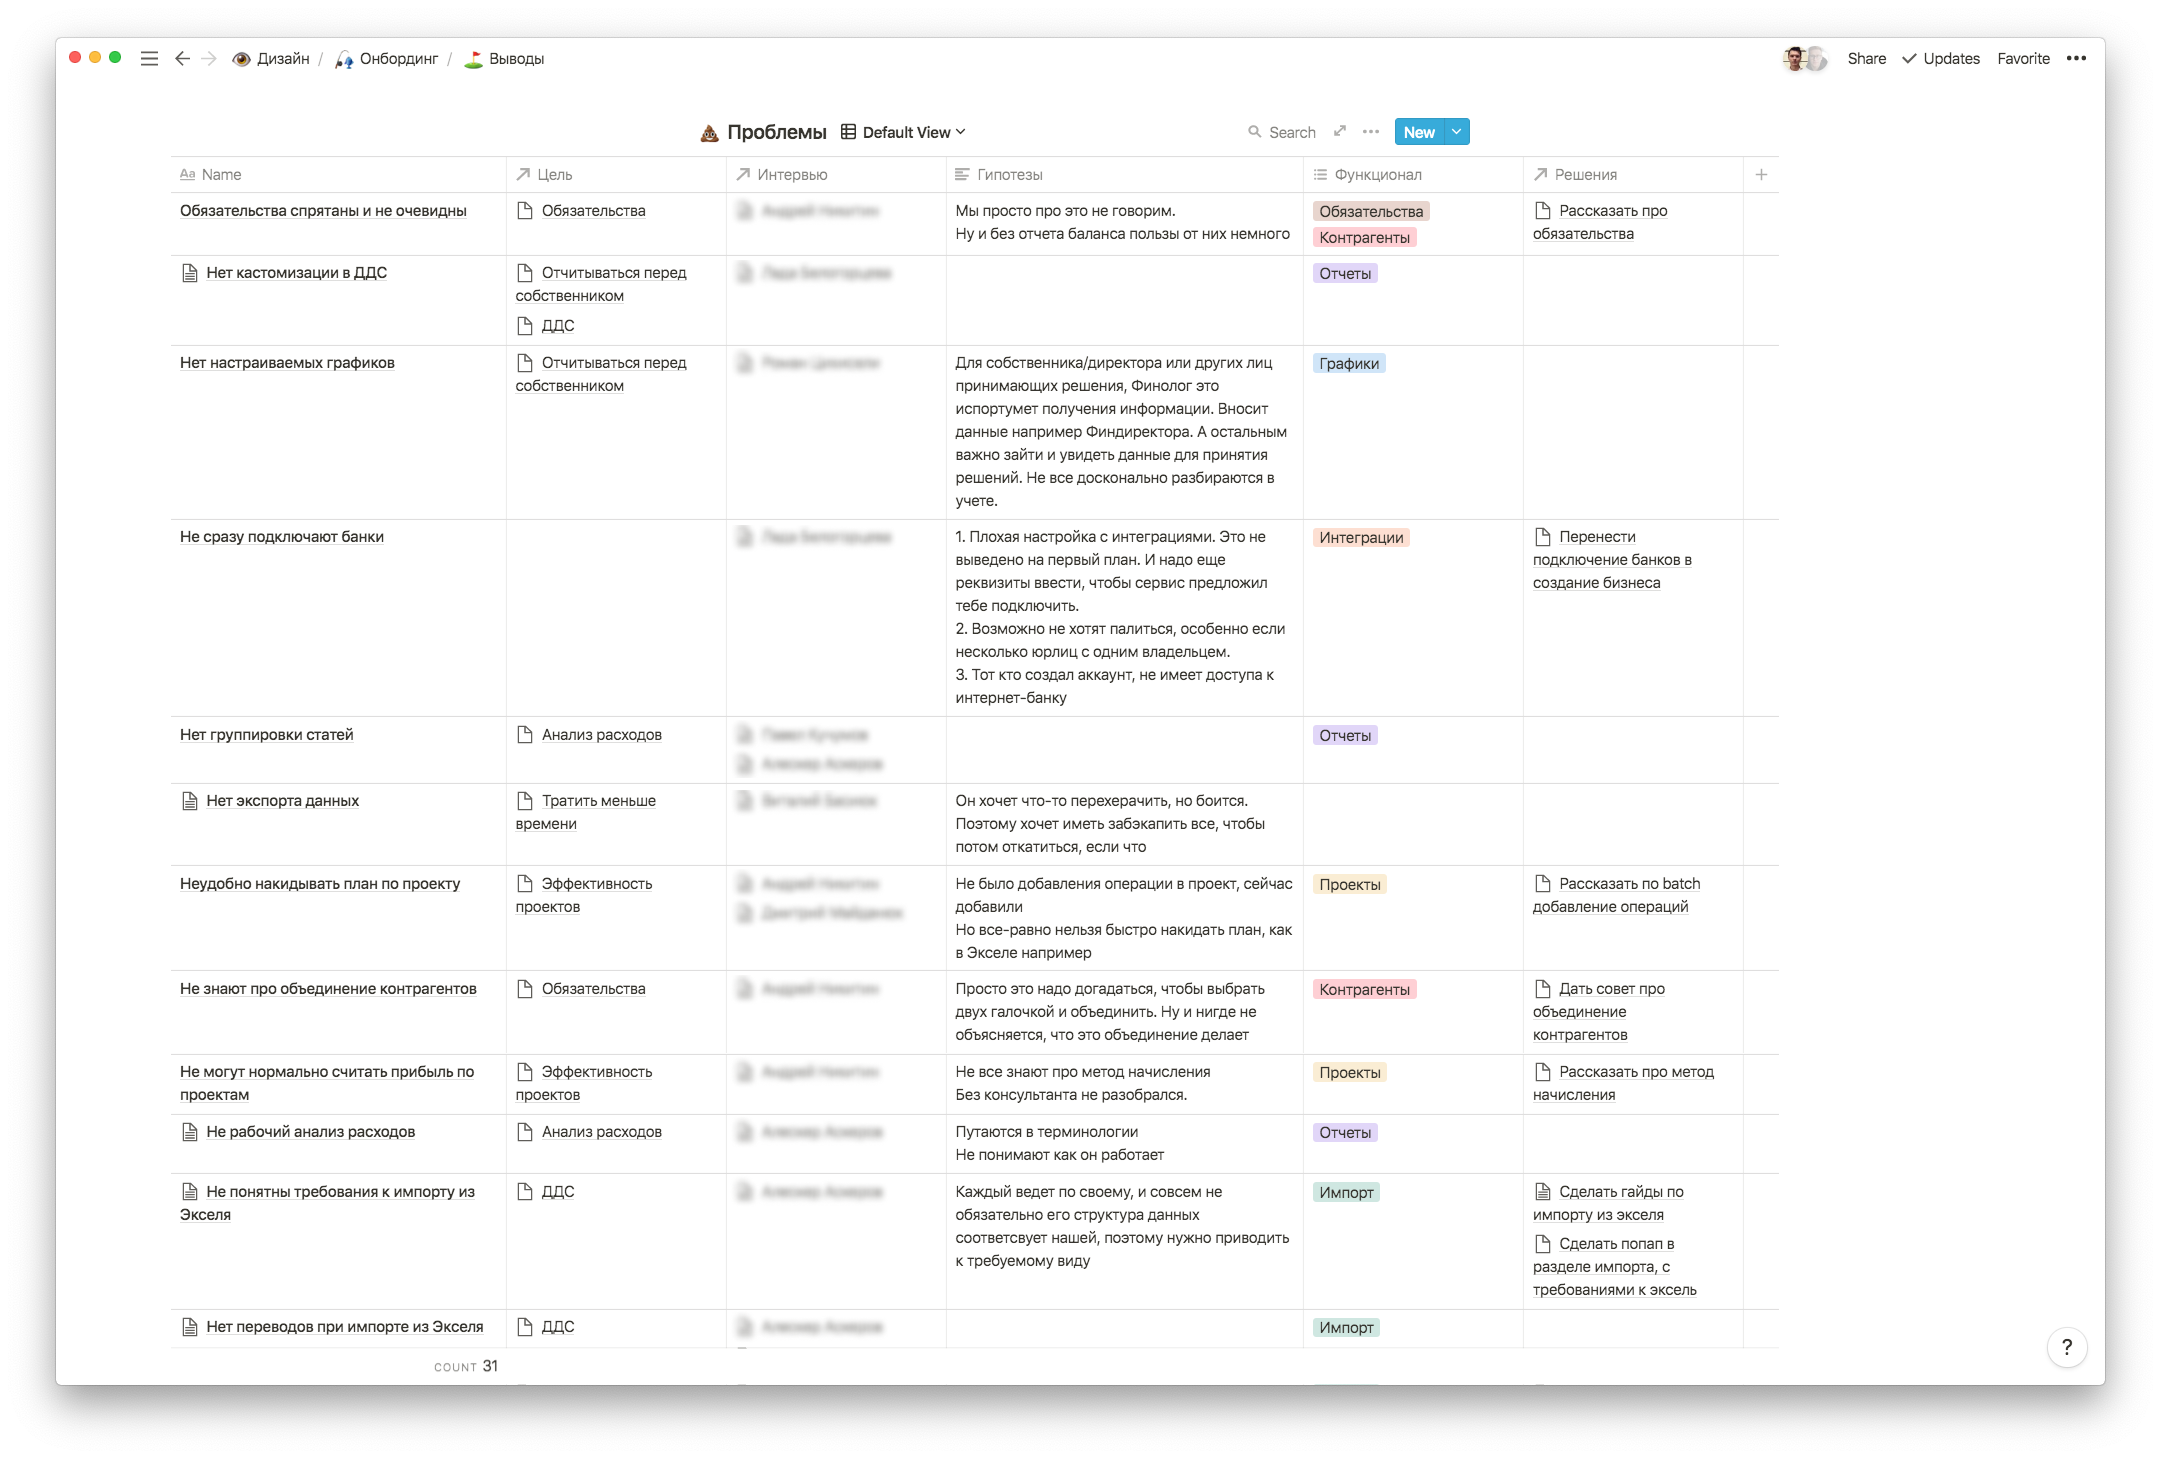 Дизайн / Онбординг / Выводы
Share Updates Favorite
Проблемы Default View
Search New
Name Цель Интервью Гипотезы Функционал Решения
Обязательства спрятаны и не очевидны
Обязательства
Мы просто про это не говорим.
Ну и без отчета баланса пользы от них немного
Обязательства
Контрагенты
Рассказать про
обязательства
Нет кастомизации в ДДС
Отчитываться перед
собственником
ДДС
Отчеты
Нет настраиваемых графиков
Отчитываться перед
собственником
Для собственника/директора или других лиц
принимающих решения, Финолог это
испортумет получения информации. Вносит
данные например Финдиректора. А остальным
важно зайти и увидеть данные для принятия
решений. Не все досконально разбираются в
учете.
Графики
Не сразу подключают банки
1. Плохая настройка с интеграциями. Это не
выведено на первый план. И надо еще
реквизиты ввести, чтобы сервис предложил
тебе подключить.
2. Возможно не хотят палиться, особенно если
несколько юрлиц с одним владельцем.
3. Тот кто создал аккаунт, не имеет доступа к
интернет-банку
Интеграции
Перенести
подключение банков в
создание бизнеса
Нет группировки статей
Анализ расходов
Отчеты
Нет экспорта данных
Тратить меньше
времени
Он хочет что-то перехерачить, но боится.
Поэтому хочет иметь забэкапить все, чтобы
потом откатиться, если что
Неудобно накидывать план по проекту
Эффективность
проектов
Не было добавления операции в проект, сейчас
добавили
Но все-равно нельзя быстро накидать план, как
в Экселе например
Проекты
Рассказать по batch
добавление операций
Не знают про объединение контрагентов
Обязательства
Просто это надо догадаться, чтобы выбрать
двух галочкой и объединить. Ну и нигде не
объясняется, что это объединение делает
Контрагенты
Дать совет про
объединение
контрагентов
Не могут нормально считать прибыль по
проектам
Эффективность
проектов
Не все знают про метод начисления
Без консультанта не разобрался.
Проекты
Рассказать про метод
начисления
Не рабочий анализ расходов
Анализ расходов
Путаются в терминологии
Не понимают как он работает
Отчеты
Не понятны требования к импорту из
Экселя
ДДС
Каждый ведет по своему, и совсем не
обязательно его структура данных
соответсвует нашей, поэтому нужно приводить
к требуемому виду
Импорт
Сделать гайды по
импорту из экселя
Сделать попап в
разделе импорта, с
требованиями к эксель
Нет переводов при импорте из Экселя
ДДС
Импорт
COUNT 31
?